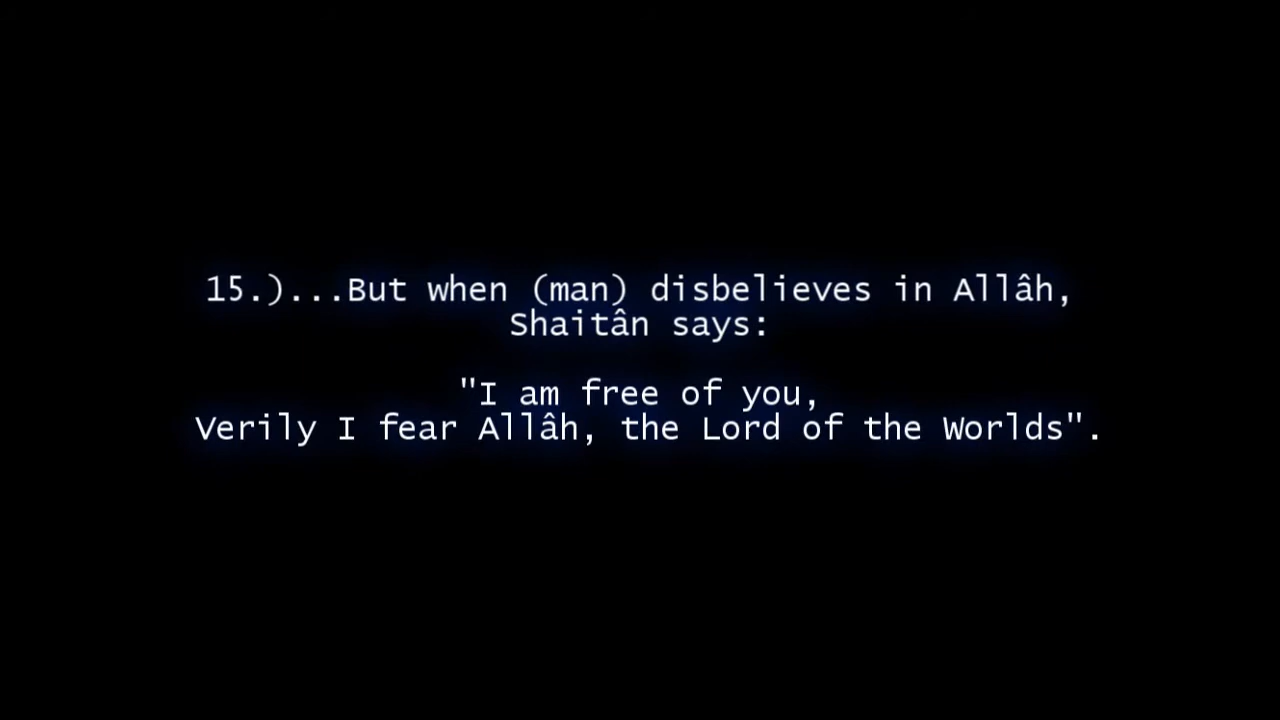 15.)...But when (man) disbelieves in Allâh,
Shaitân says:
"I am free of you,
Verily I fear Allâh, the Lord of the Worlds".